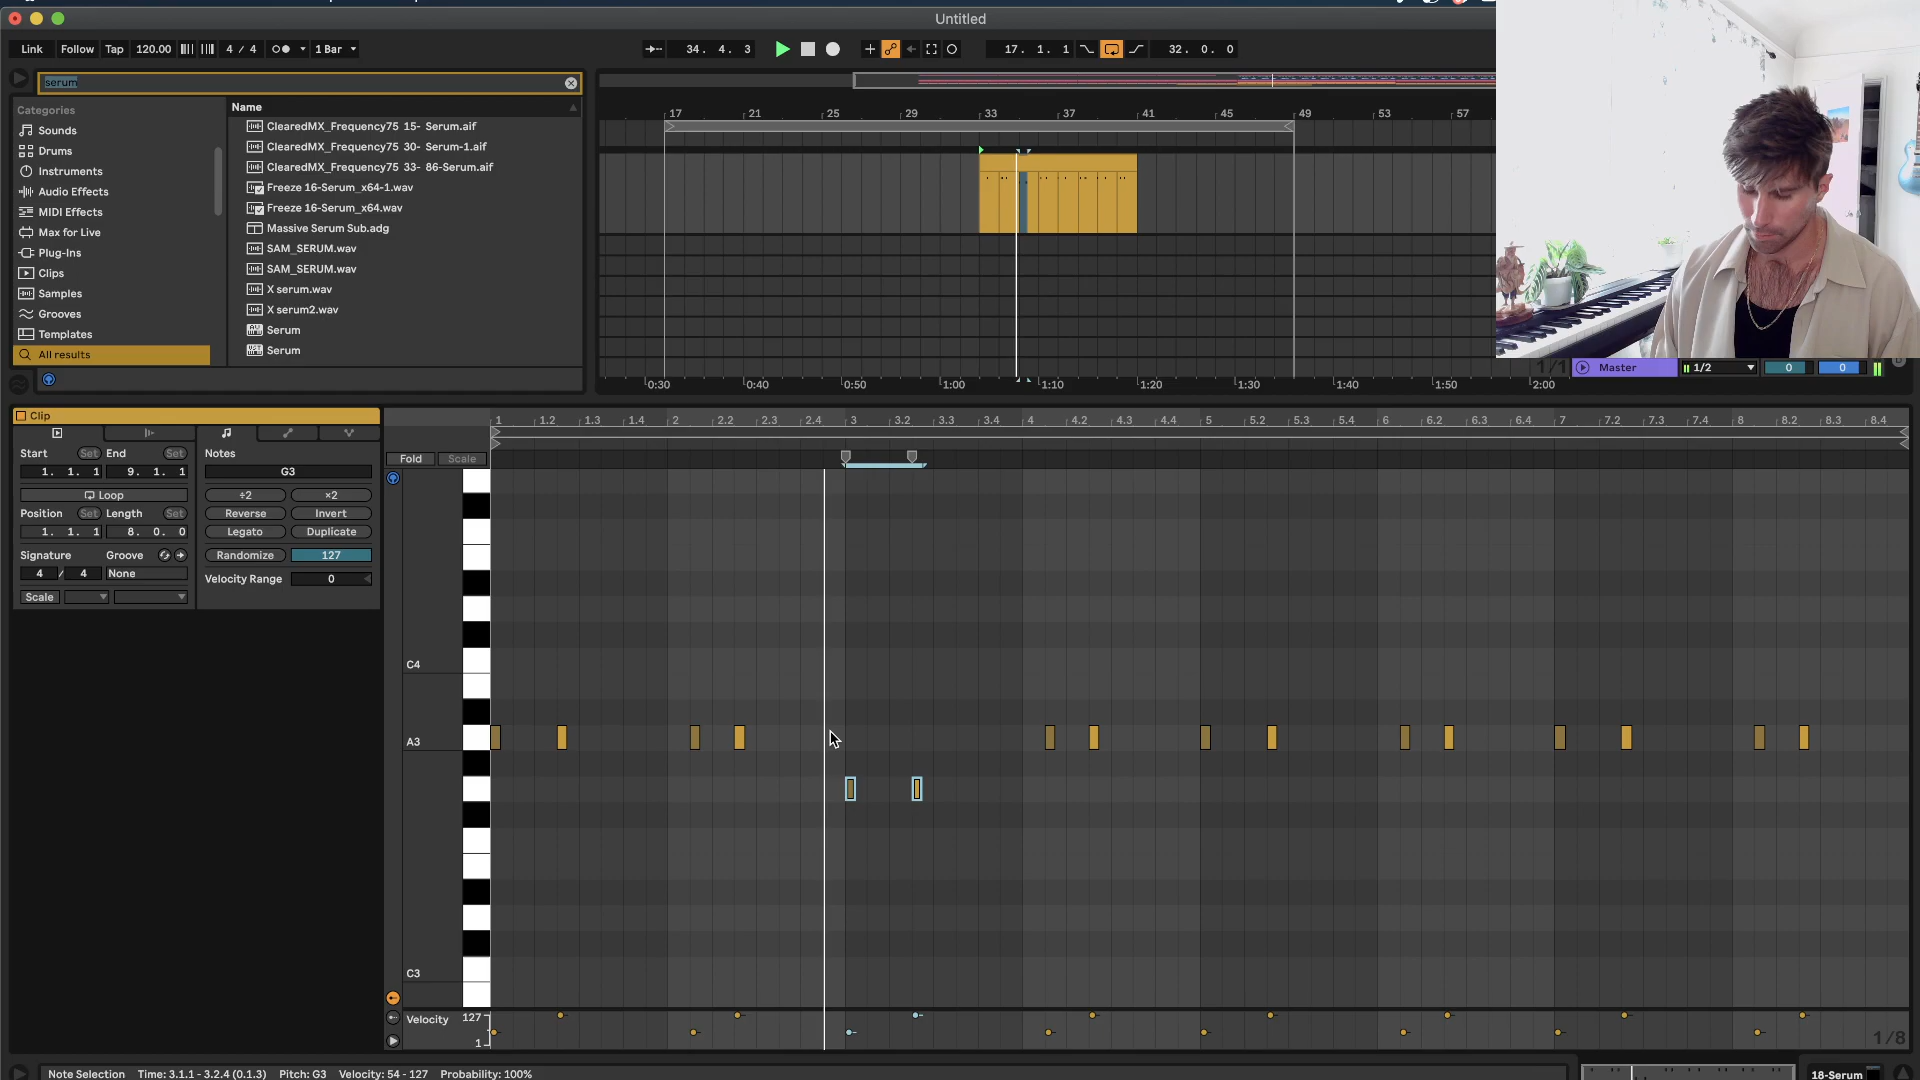 Untitled
Link Follow Tap 120.00 4 / 4 1 Bar 34. 4. 3 17. 1. 1 32. 0. 0
serum
Categories
Sounds
Drums
Instruments
Audio Effects
MIDI Effects
Max for Live
Plug-Ins
Clips
Samples
Grooves
Templates
All results
Name
ClearedMX_Frequency75 15- Serum.aif
ClearedMX_Frequency75 30- Serum-1.aif
ClearedMX_Frequency75 33- 86-Serum.aif
Freeze 16-Serum_x64-1.wav
Freeze 16-Serum_x64.wav
Massive Serum Sub.adg
SAM_SERUM.wav
SAM_SERUM.wav
X serum.wav
X serum2.wav
Serum
Serum
17 21 25 29 33 37 41 45 49 53 57
1/1 Master 1/2 0 0
0:30 0:40 0:50 1:00 1:10 1:20 1:30 1:40 1:50 2:00
Clip
Start Set End Set
1. 1. 1 9. 1. 1
Loop
Position Set Length Set
1. 1. 1 8. 0. 0
Signature Groove
4 / 4 None
Scale
Notes
G3
÷2 ×2
Reverse Invert
Legato Duplicate
Randomize 127
Velocity Range 0
1 1.2 1.3 1.4 2 2.2 2.3 2.4 3 3.2 3.3 3.4 4 4.2 4.3 4.4 5 5.2 5.3 5.4 6 6.2 6.3 6.4 7 7.2 7.3 7.4 8 8.2 8.3 8.4
Fold Scale
C4
A3
C3
Velocity 127
1
1/8
Note Selection Time: 3.1.1 - 3.2.4 (0.1.3) Pitch: G3 Velocity: 54 - 127 Probability: 100%
18-Serum